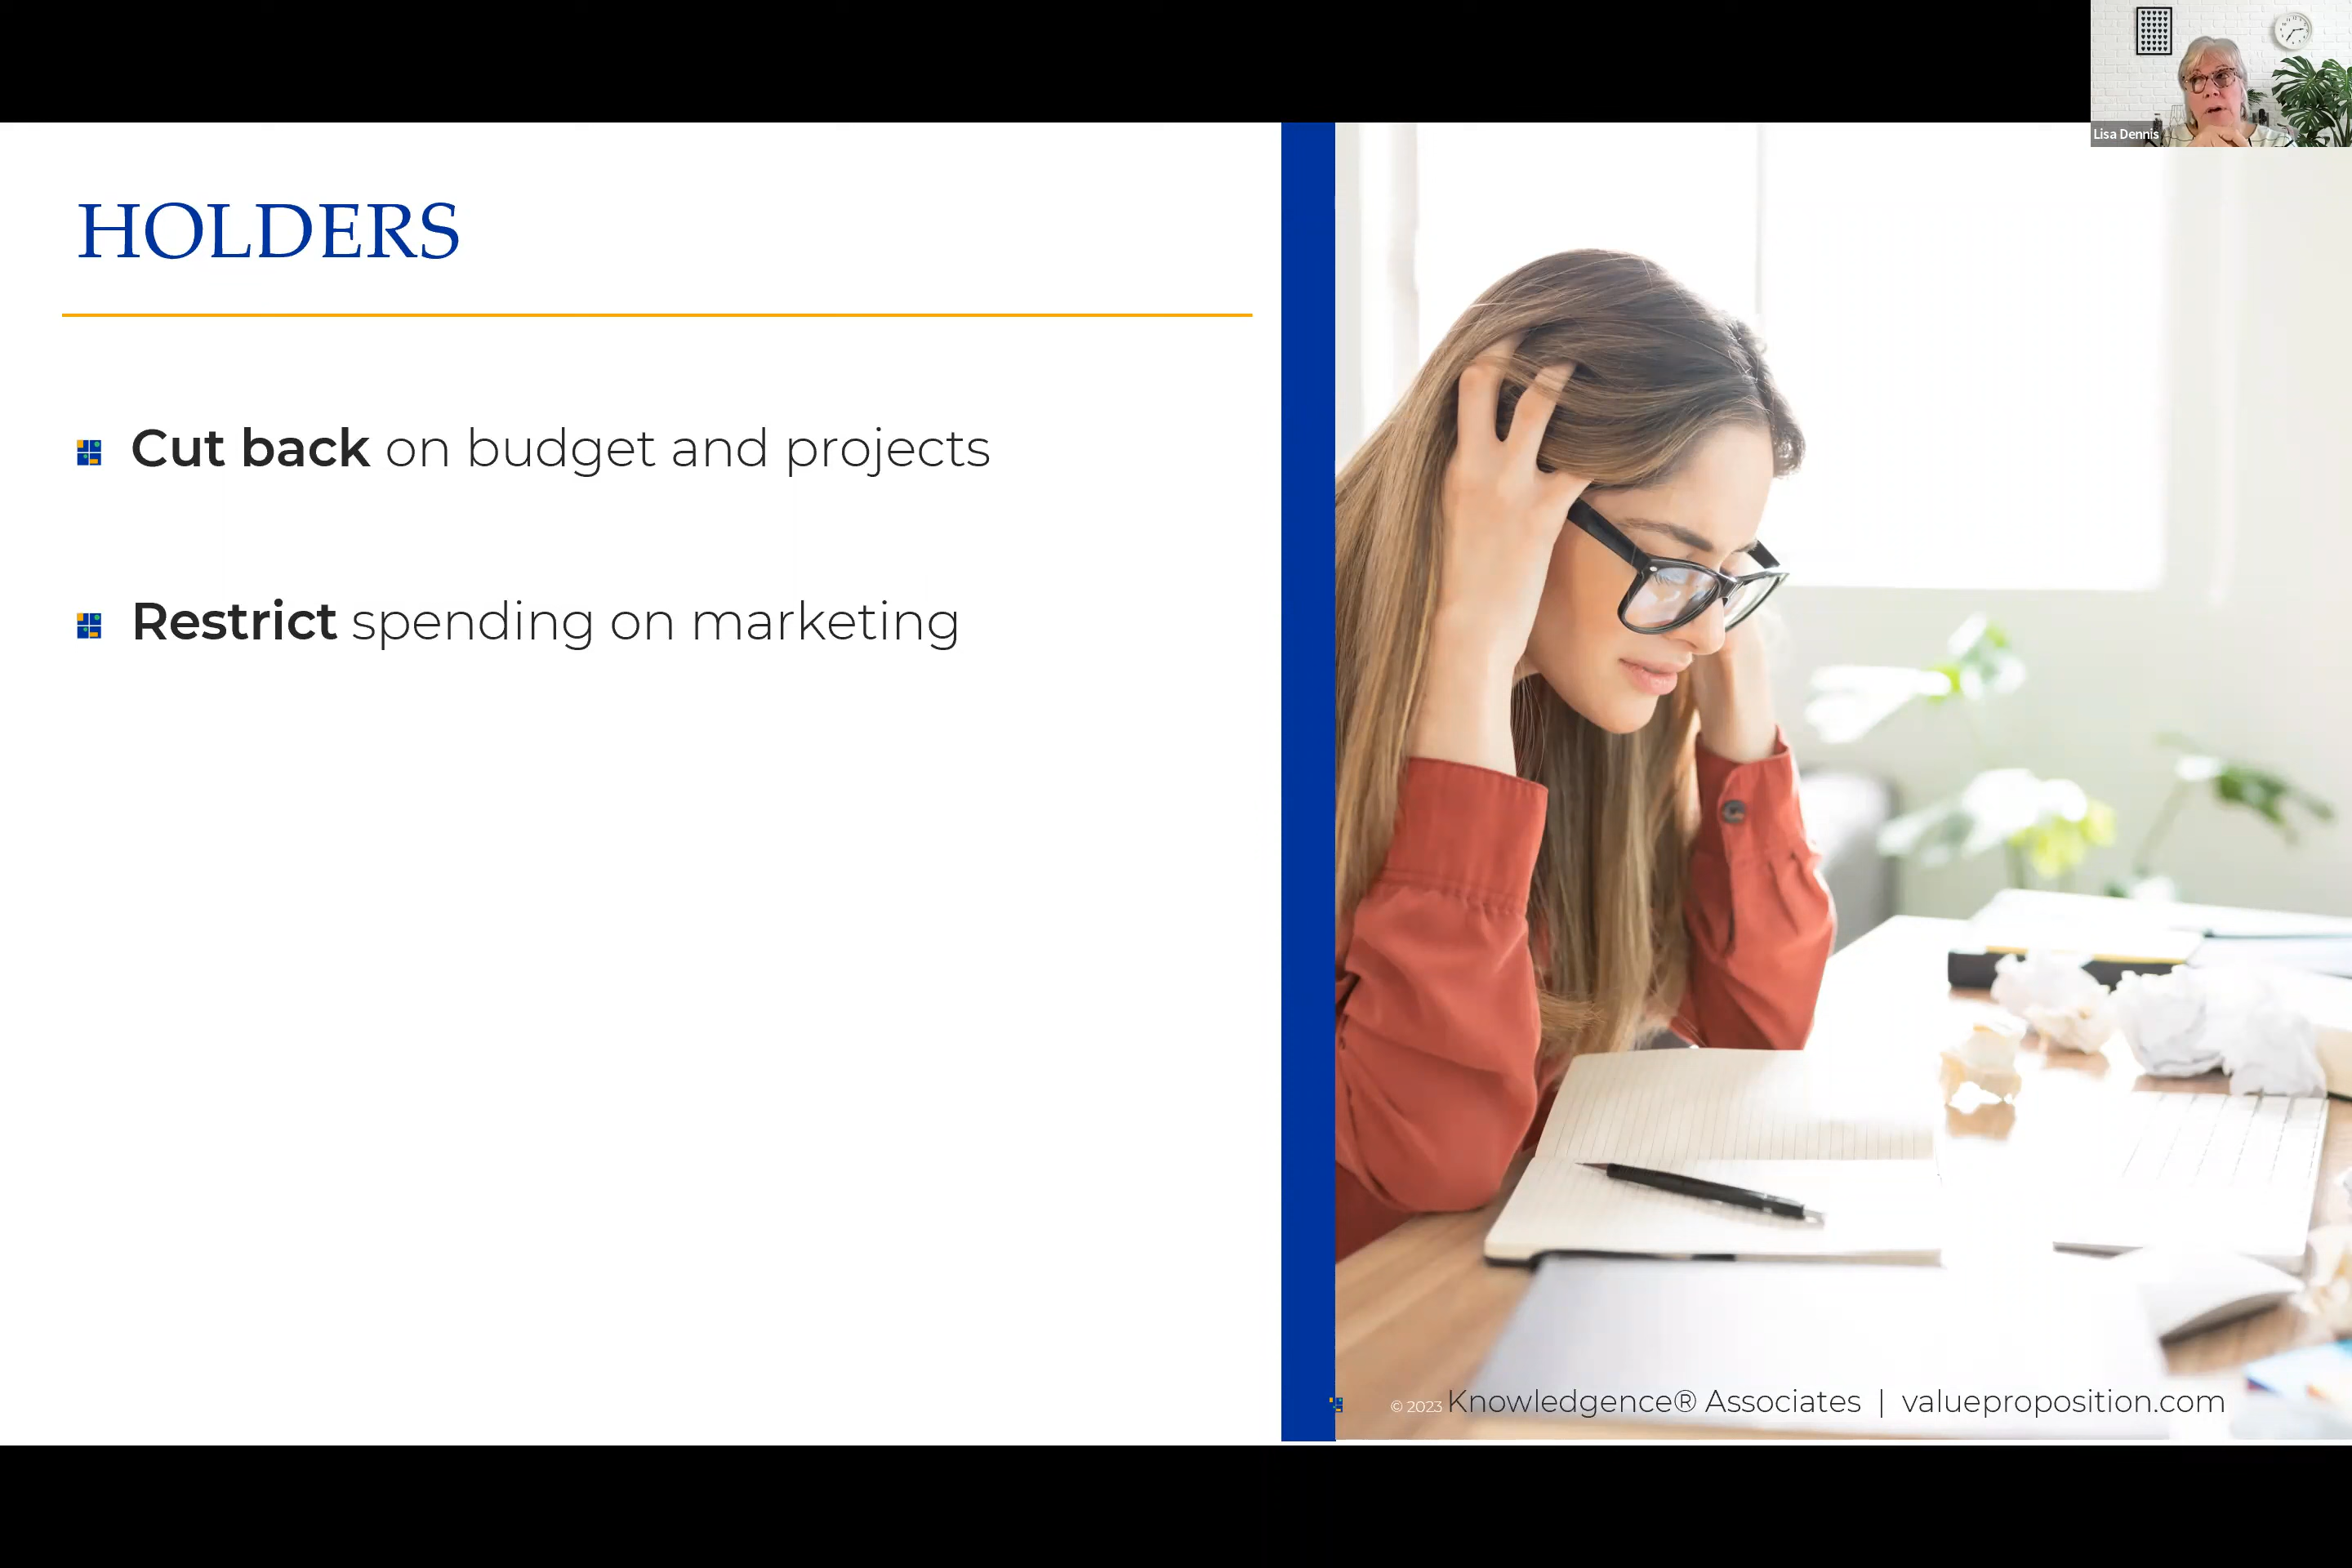 Lisa Dennis
HOLDERS
Cut back on budget and projects
Restrict spending on marketing
© 2023 Knowledgence® Associates | valueproposition.com